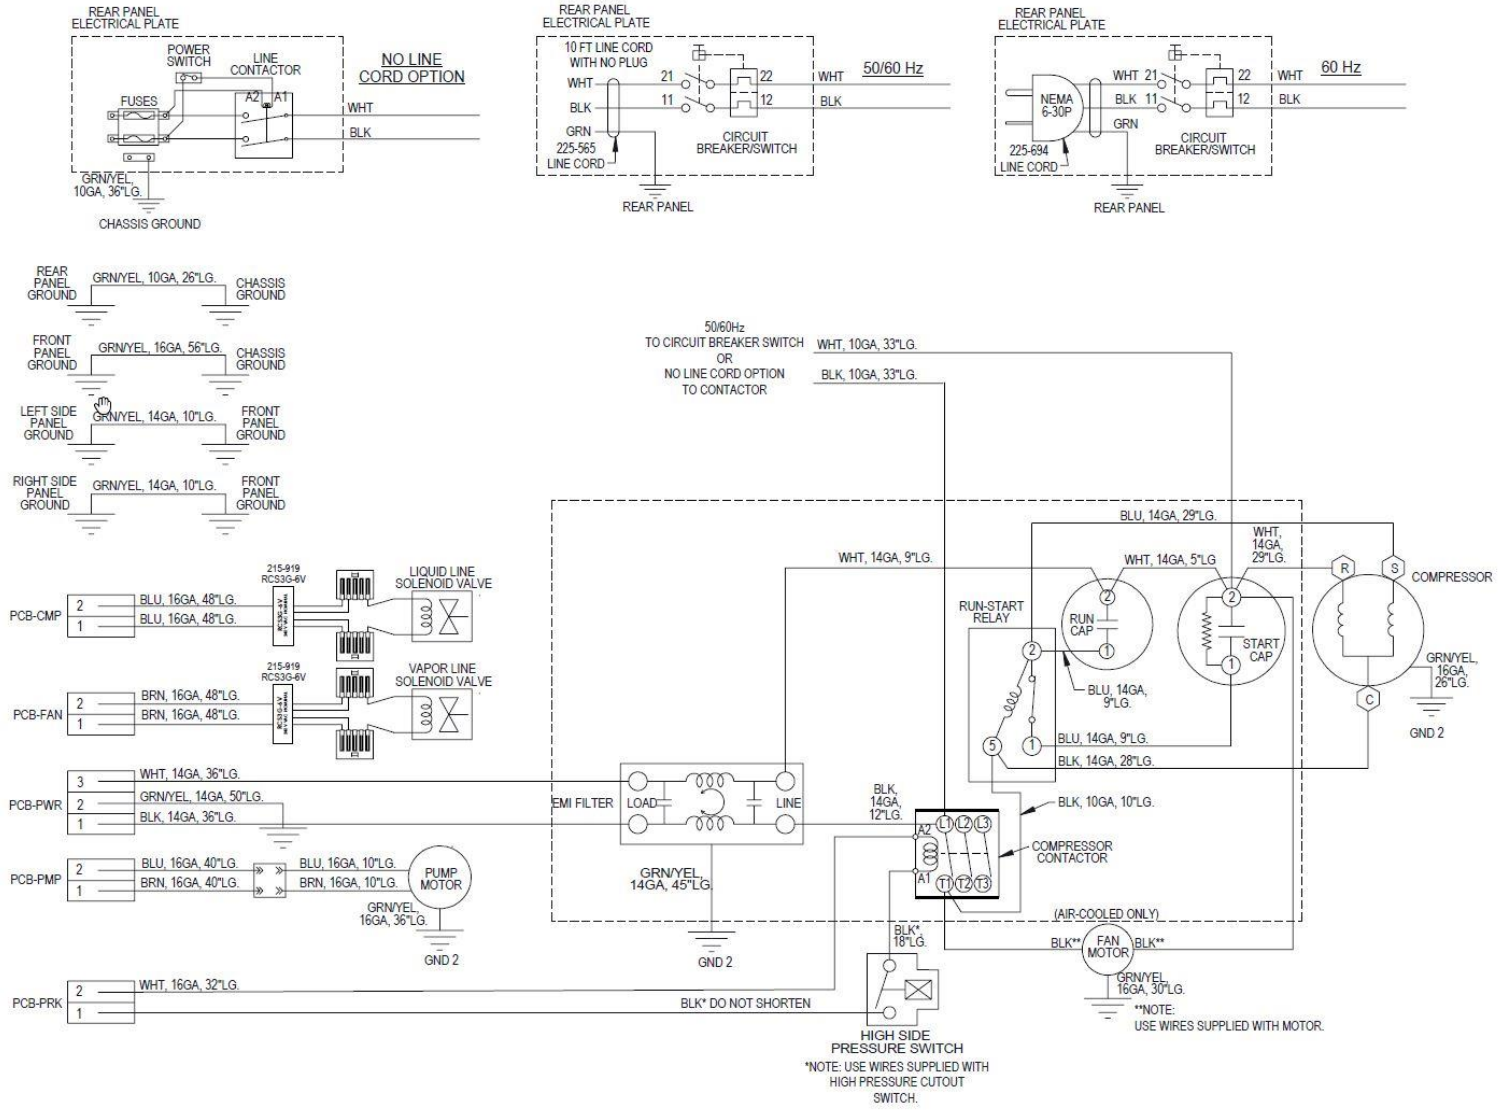 REAR PANEL
ELECTRICAL PLATE
POWER
SWITCH
LINE
CONTACTOR
NO LINE
CORD OPTION
FUSES
A2
A1
WHT
BLK
GRN/YEL,
10GA, 36"LG.
CHASSIS GROUND
REAR PANEL
ELECTRICAL PLATE
10 FT LINE CORD
WITH NO PLUG
WHT
21
22
WHT
50/60 Hz
BLK
11
12
BLK
GRN
225-565
LINE CORD
CIRCUIT
BREAKER/SWITCH
REAR PANEL
REAR PANEL
ELECTRICAL PLATE
NEMA
6-30P
WHT 21
22
WHT
60 Hz
BLK 11
12
BLK
GRN
225-694
LINE CORD
CIRCUIT
BREAKER/SWITCH
REAR PANEL
REAR
PANEL
GROUND
GRN/YEL, 10GA, 26"LG.
CHASSIS
GROUND
FRONT
PANEL
GROUND
GRN/YEL, 16GA, 56"LG.
CHASSIS
GROUND
LEFT SIDE
PANEL
GROUND
GRN/YEL, 14GA, 10"LG.
FRONT
PANEL
GROUND
RIGHT SIDE
PANEL
GROUND
GRN/YEL, 14GA, 10"LG.
FRONT
PANEL
GROUND
50/60Hz
TO CIRCUIT BREAKER SWITCH
OR
NO LINE CORD OPTION
TO CONTACTOR
WHT, 10GA, 33"LG.
BLK, 10GA, 33"LG.
BLU, 14GA, 29"LG.
WHT, 14GA, 9"LG.
WHT, 14GA, 5"LG
WHT,
14GA,
29"LG.
R
S
COMPRESSOR
C
GRN/YEL,
16GA,
26"LG.
GND 2
RUN-START
RELAY
2
RUN
CAP
1
2
START
CAP
1
2
BLU, 14GA,
9"LG.
5
1
BLU, 14GA, 9"LG.
BLK, 14GA, 28"LG.
BLK, 10GA, 10"LG.
PCB-CMP
2
1
BLU, 16GA, 48"LG.
BLU, 16GA, 48"LG.
215-919
RCS3G-6V
RCS3G-6V
LIQUID LINE
SOLENOID VALVE
PCB-FAN
2
1
BRN, 16GA, 48"LG.
BRN, 16GA, 48"LG.
215-919
RCS3G-6V
RCS3G-6V
VAPOR LINE
SOLENOID VALVE
PCB-PWR
3
2
1
WHT, 14GA, 36"LG.
GRN/YEL, 14GA, 50"LG.
BLK, 14GA, 36"LG.
EMI FILTER
LOAD
LINE
GRN/YEL,
14GA, 45"LG.
GND 2
BLK,
14GA,
12"LG.
A2
A1
L1
L2
L3
T1
T2
T3
COMPRESSOR
CONTACTOR
PCB-PMP
2
1
BLU, 16GA, 40"LG.
BRN, 16GA, 40"LG.
BLU, 16GA, 10"LG.
BRN, 16GA, 10"LG.
PUMP
MOTOR
GRN/YEL,
16GA, 36"LG.
GND 2
(AIR-COOLED ONLY)
BLK**
FAN
MOTOR
BLK**
GRN/YEL,
16GA, 30"LG.
**NOTE:
USE WIRES SUPPLIED WITH MOTOR.
BLK*,
18"LG.
PCB-PRK
2
1
WHT, 16GA, 32"LG.
BLK* DO NOT SHORTEN
HIGH SIDE
PRESSURE SWITCH
*NOTE: USE WIRES SUPPLIED WITH
HIGH PRESSURE CUTOUT
SWITCH.